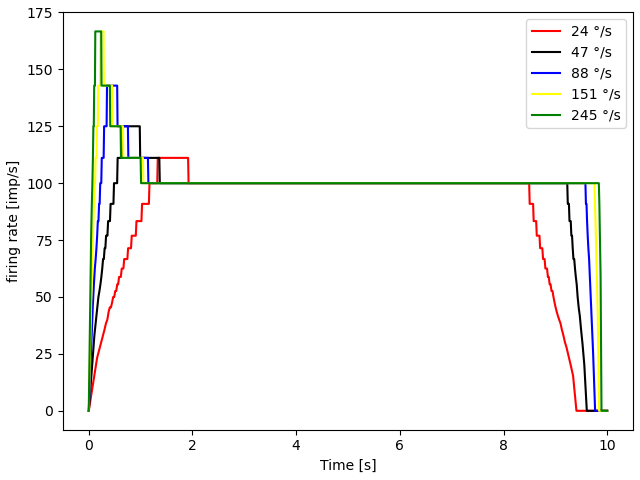 175
150
125
100
75
50
25
0
firing rate [imp/s]
24 °/s
47 °/s
88 °/s
151 °/s
245 °/s
0 2 4 6 8 10
Time [s]